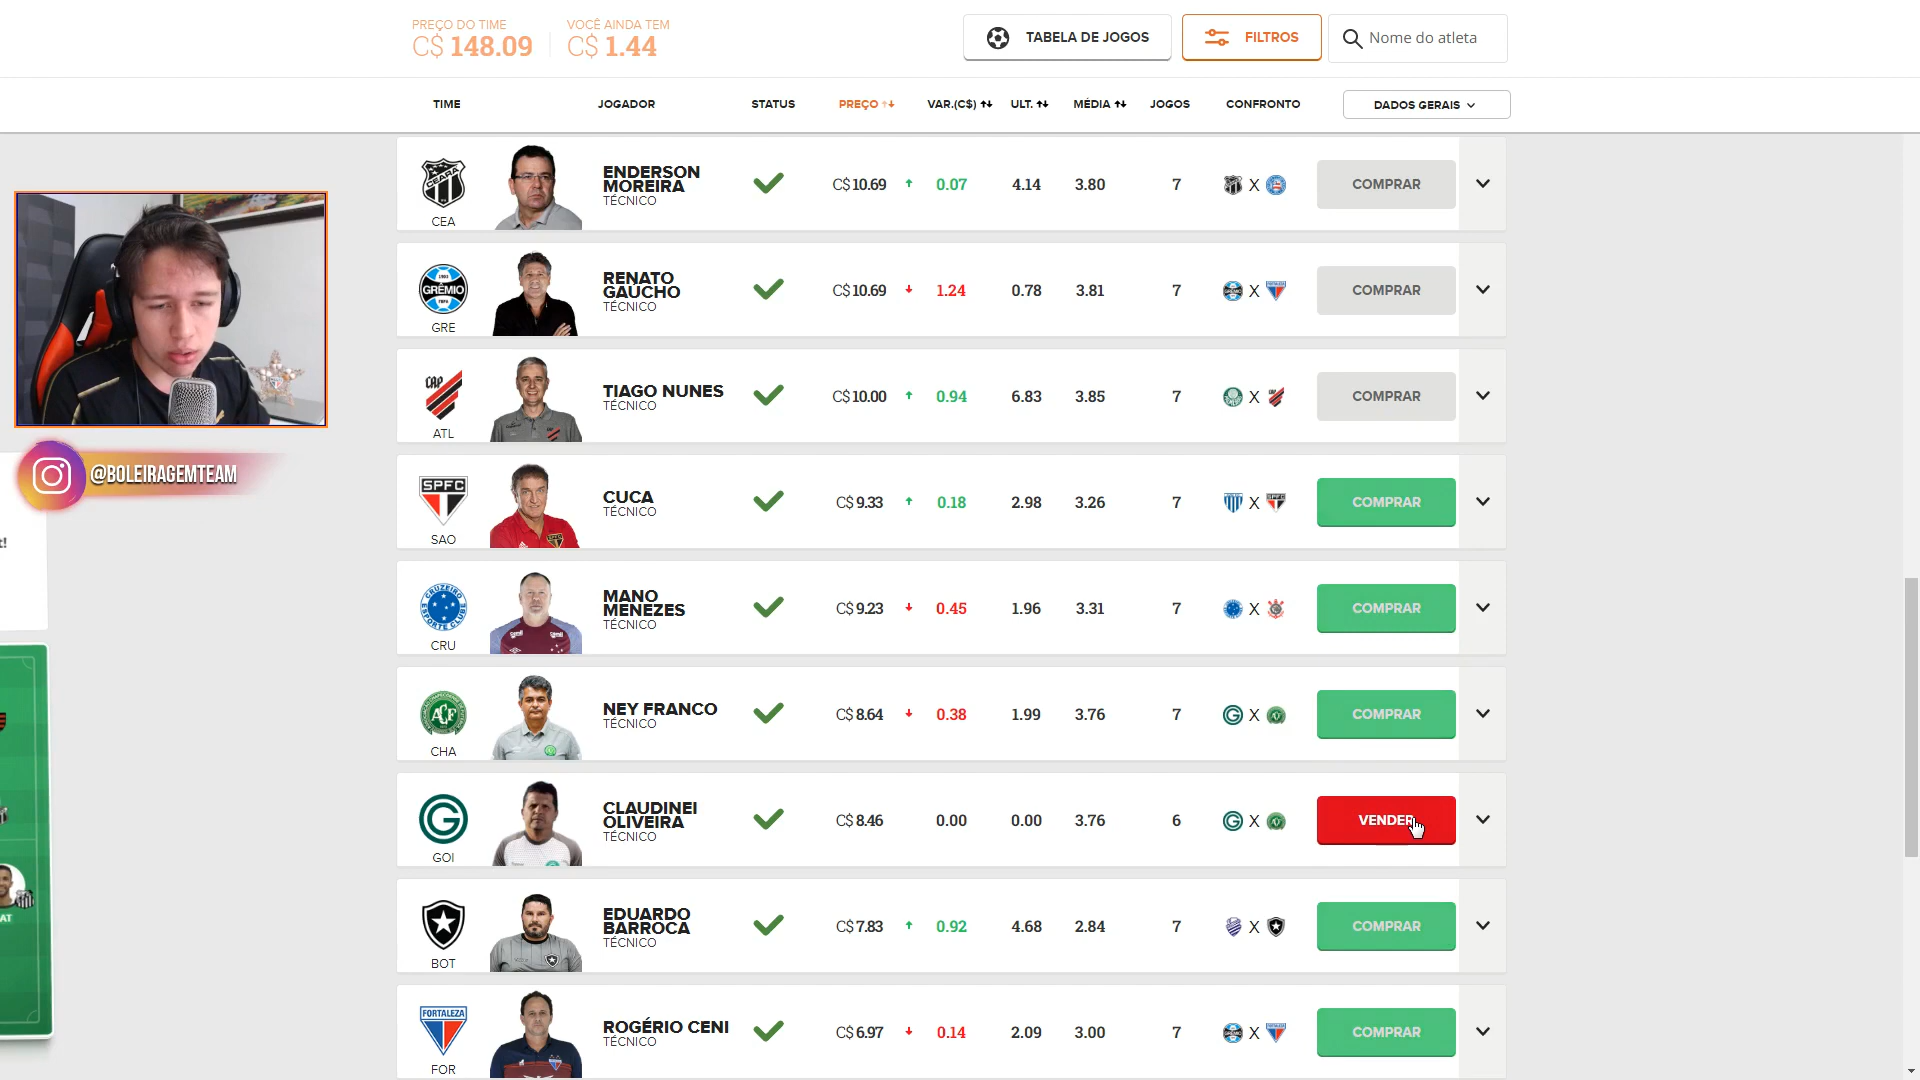 PREÇO DO TIME
C$ 148.09
VOCÊ AINDA TEM
C$ 1.44
TABELA DE JOGOS
FILTROS
Nome do atleta
TIME JOGADOR STATUS PREÇO VAR.(C$) ULT. MÉDIA JOGOS CONFRONTO DADOS GERAIS
CEARÁ
CEA
ENDERSON
MOREIRA
TÉCNICO
C$ 10.69 0.07 4.14 3.80 7 X COMPRAR
GRÊMIO
GRE
RENATO
GAÚCHO
TÉCNICO
C$ 10.69 1.24 0.78 3.81 7 X COMPRAR
CAP
ATL
TIAGO NUNES
TÉCNICO
C$ 10.00 0.94 6.83 3.85 7 X COMPRAR
@BOLEIRAGEMTEAM
SPFC
SAO
CUCA
TÉCNICO
C$ 9.33 0.18 2.98 3.26 7 X COMPRAR
t!
CRU
MANO
MENEZES
TÉCNICO
C$ 9.23 0.45 1.96 3.31 7 X COMPRAR
ACF
CHA
NEY FRANCO
TÉCNICO
C$ 8.64 0.38 1.99 3.76 7 X COMPRAR
G
GOI
CLAUDINEI
OLIVEIRA
TÉCNICO
C$ 8.46 0.00 0.00 3.76 6 X VENDER
AT
BOT
EDUARDO
BARROCA
TÉCNICO
C$ 7.83 0.92 4.68 2.84 7 X COMPRAR
FORTALEZA
FOR
ROGÉRIO CENI
TÉCNICO
C$ 6.97 0.14 2.09 3.00 7 X COMPRAR